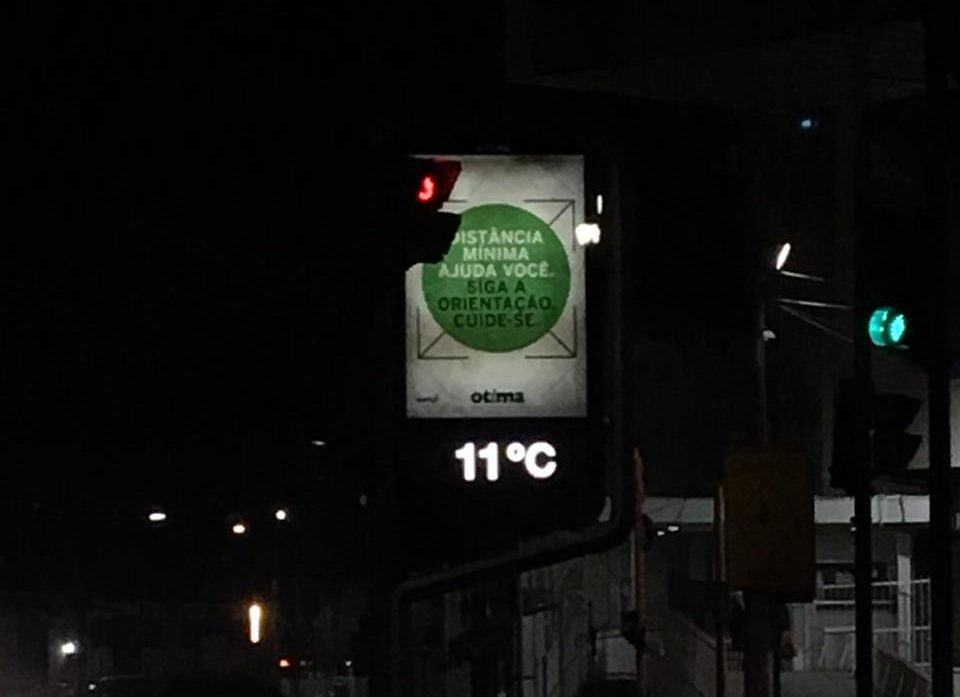 DISTÂNCIA
MÍNIMA
AJUDA VOCÊ.
SIGA A
ORIENTAÇÃO.
CUIDE-SE.
otima
11°C